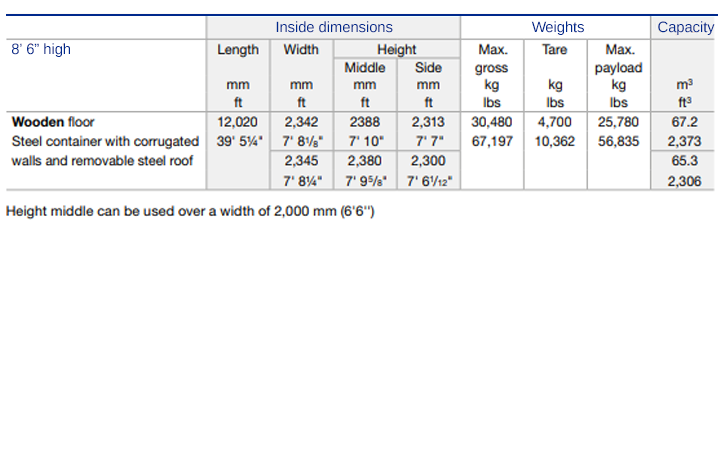 Inside dimensions Weights Capacity
8' 6” high Length Width Height Max. Tare Max.
Middle Side gross payload
mm mm mm mm kg kg kg m³
ft ft ft ft lbs lbs lbs ft³
Wooden floor 12,020 2,342 2388 2,313 30,480 4,700 25,780 67.2
Steel container with corrugated 39' 5¼" 7' 8⅛" 7' 10" 7' 7" 67,197 10,362 56,835 2,373
walls and removable steel roof 2,345 2,380 2,300 65.3
7' 8¼" 7' 9⅝" 7' 6¹/₁₂" 2,306
Height middle can be used over a width of 2,000 mm (6'6'')